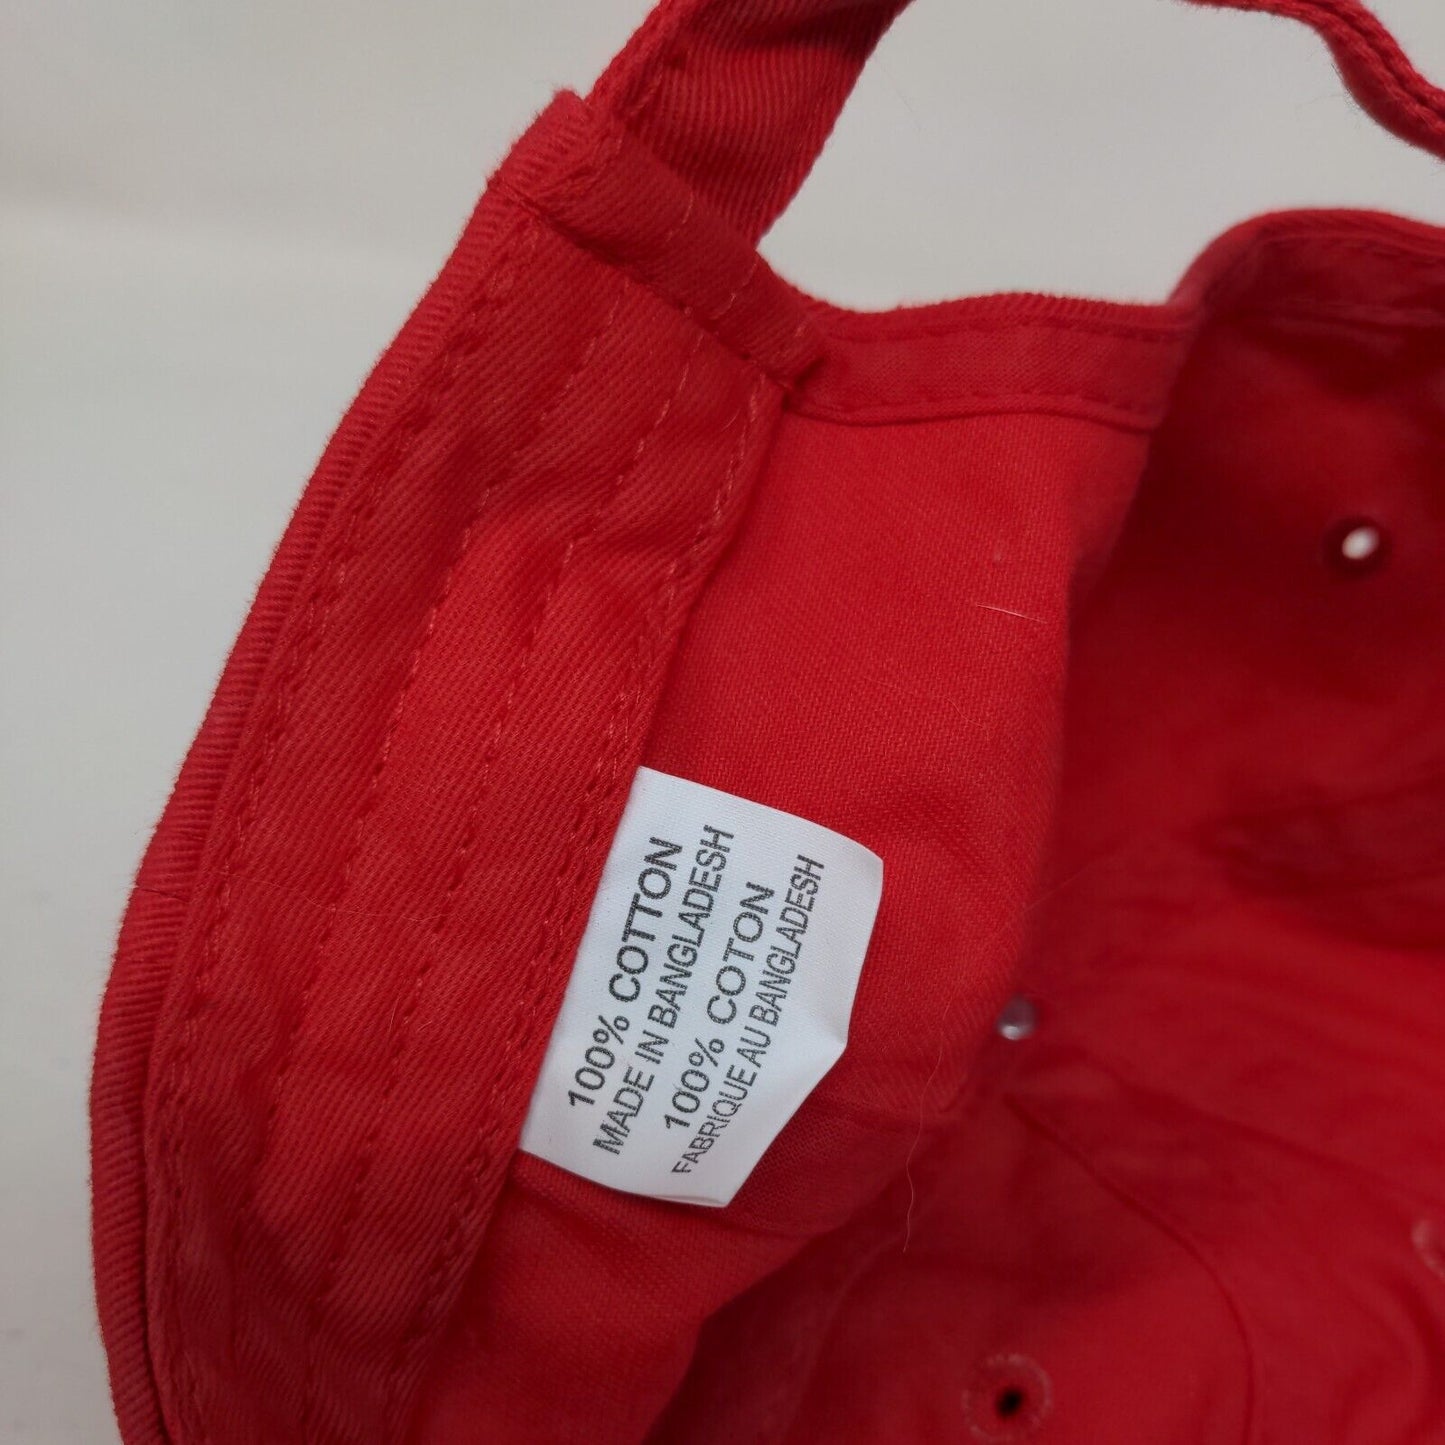 100% COTTON
MADE IN BANGLADESH
100% COTON
FABRIQUE AU BANGLADESH